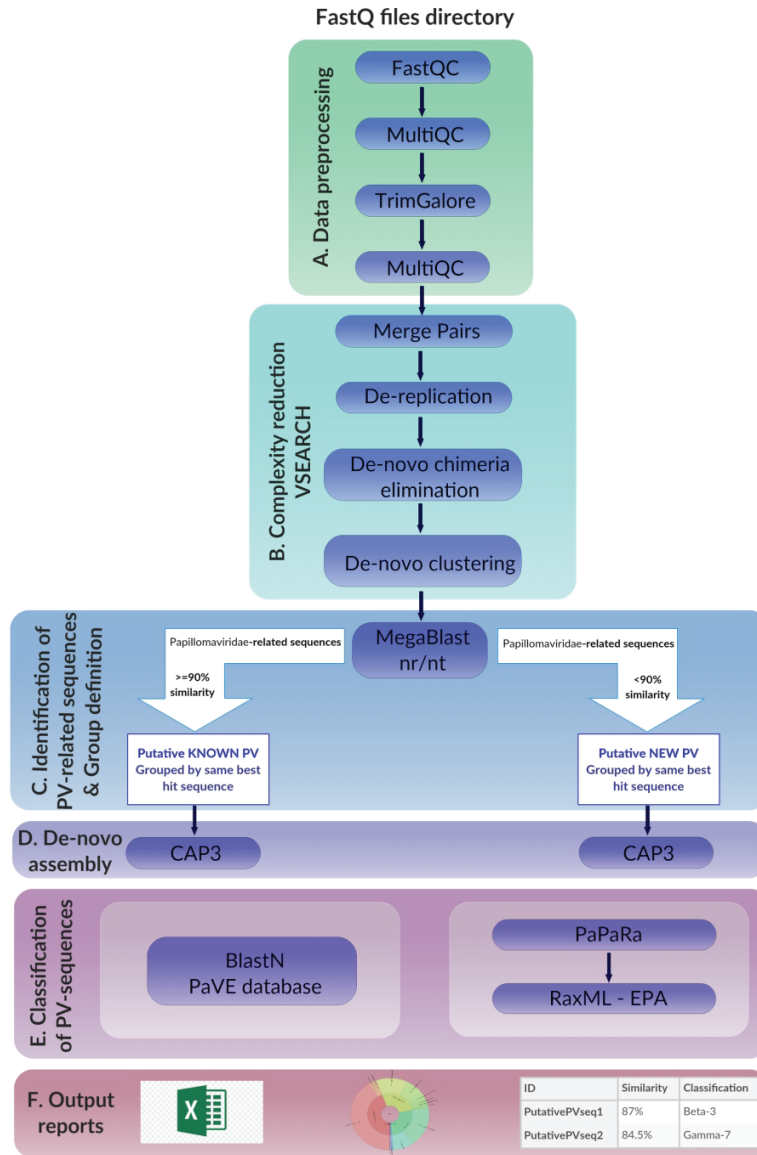 FastQ files directory
A. Data preprocessing
FastQC
MultiQC
TrimGalore
MultiQC
B. Complexity reduction
VSEARCH
Merge Pairs
De-replication
De-novo chimeria
elimination
De-novo clustering
C. Identification of
PV-related sequences
& Group definition
MegaBlast
nr/nt
Papillomaviridae-related sequences
>=90%
similarity
Papillomaviridae-related sequences
<90%
similarity
Putative KNOWN PV
Grouped by same best
hit sequence
Putative NEW PV
Grouped by same best
hit sequence
D. De-novo
assembly
CAP3
CAP3
E. Classification
of PV-sequences
BlastN
PaVE database
PaPaRa
RaxML - EPA
F. Output
reports
X
ID Similarity Classification
PutativePVseq1 87% Beta-3
PutativePVseq2 84.5% Gamma-7